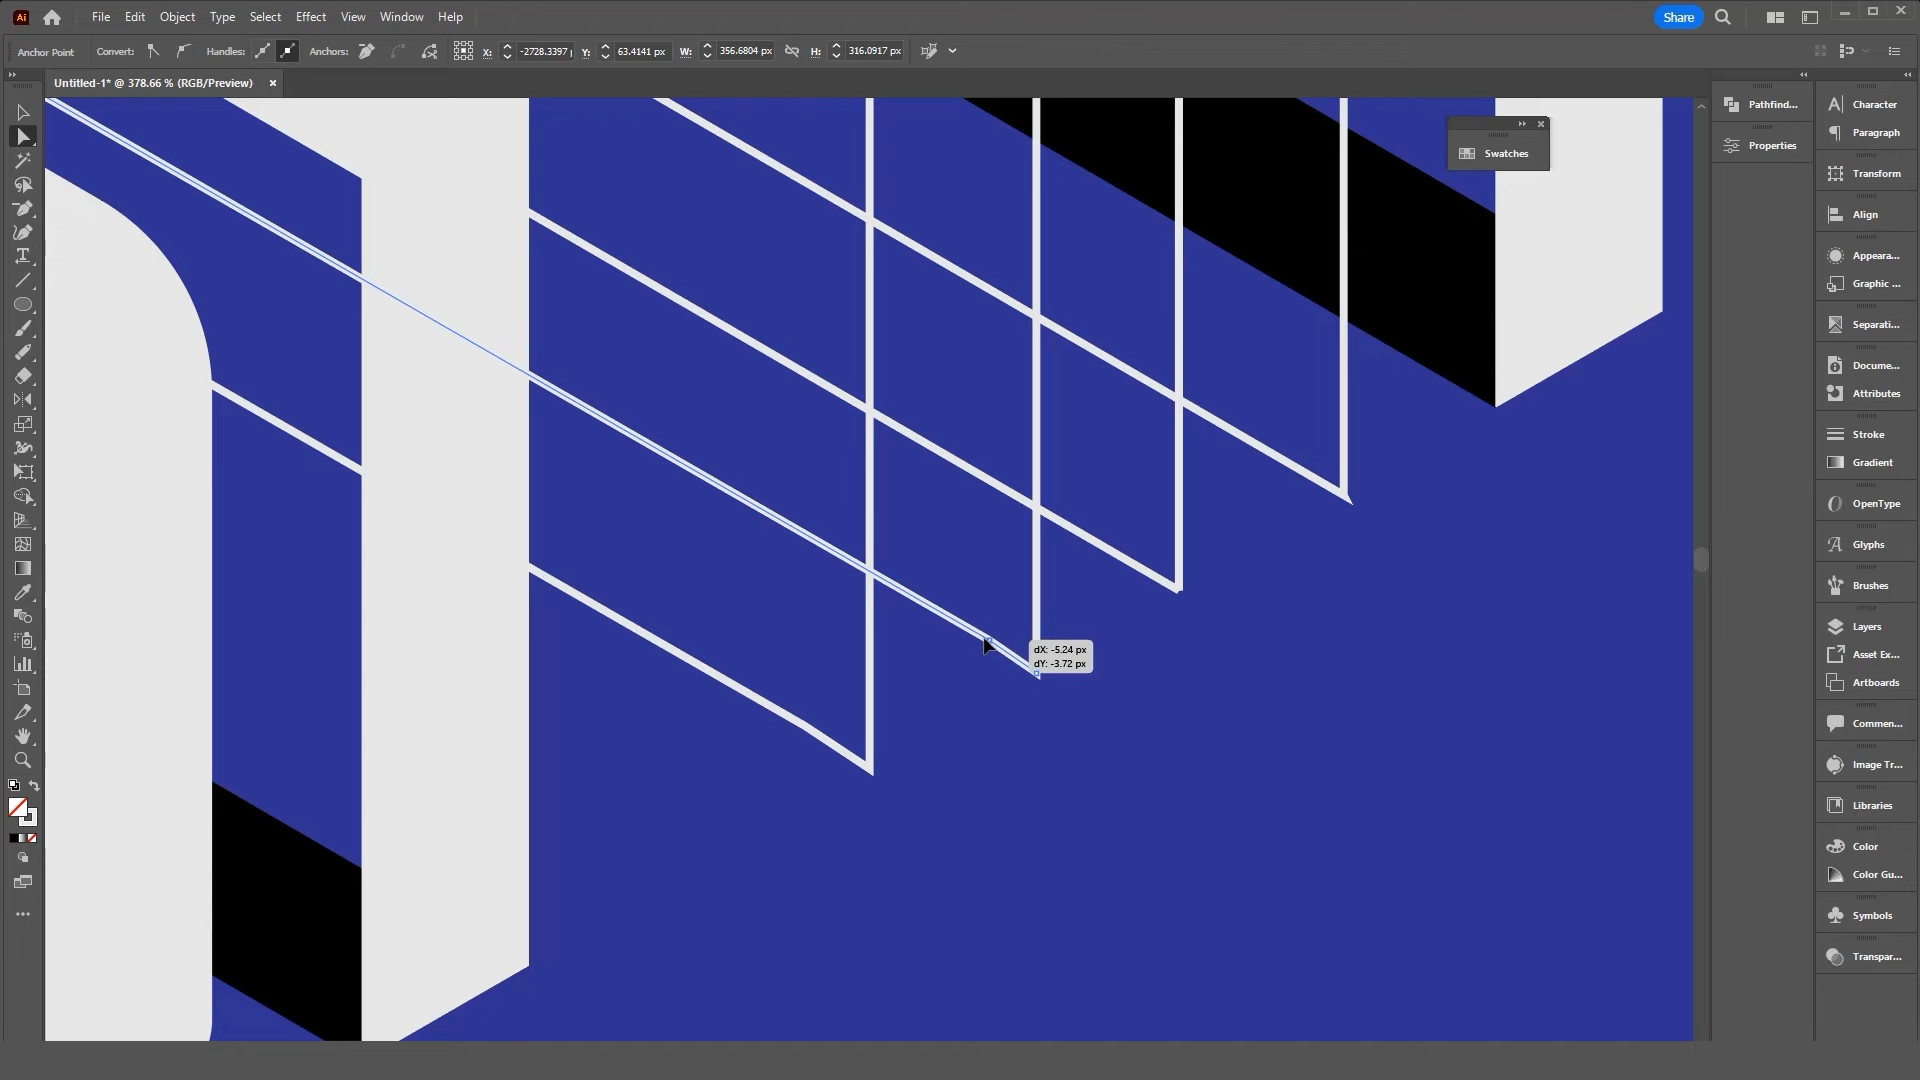 Ai File Edit Object Type Select Effect View Window Help Share
Anchor Point Convert: Handles: Anchors: X: -2728.3397 Y: 63.4141 px W: 356.6804 px H: 316.0917 px
Untitled-1* @ 378.66 % (RGB/Preview)
Pathfind...
Properties
Swatches
dX: -5.24 px
dY: -3.72 px
Character
Paragraph
Transform
Align
Appeara...
Graphic ...
Separati...
Docume...
Attributes
Stroke
Gradient
OpenType
Glyphs
Brushes
Layers
Asset Ex...
Artboards
Commen...
Image Tr...
Libraries
Color
Color Gu...
Symbols
Transpar...